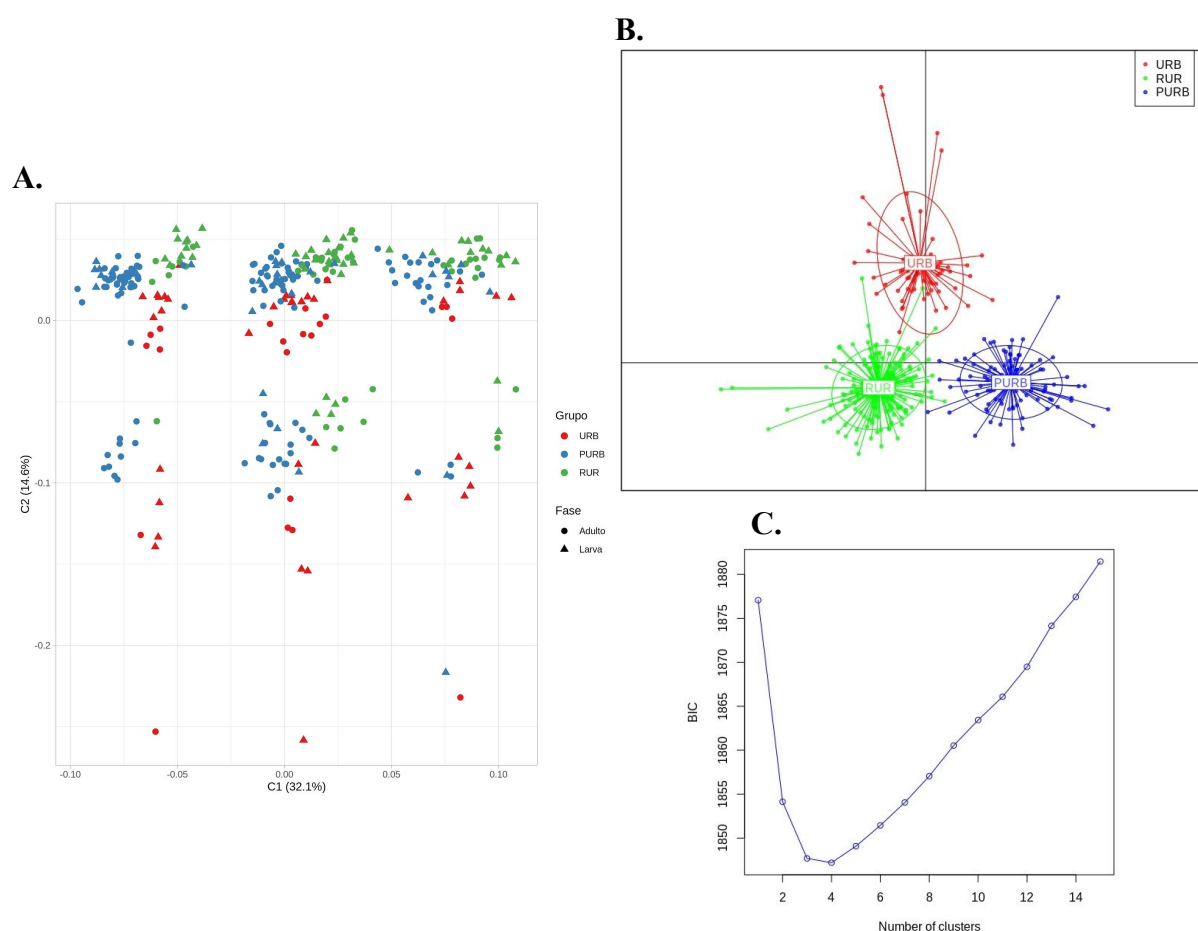 A.
0.0
-0.1
-0.2
C2 (14.6%)
-0.10
-0.05
0.00
0.05
0.10
C1 (32.1%)
Grupo
URB
PURB
RUR
Fase
Adulto
Larva
B.
URB
RUR
PURB
URB
RUR
PURB
C.
1880
1875
1870
1865
1860
1855
1850
BIC
2
4
6
8
10
12
14
Number of clusters